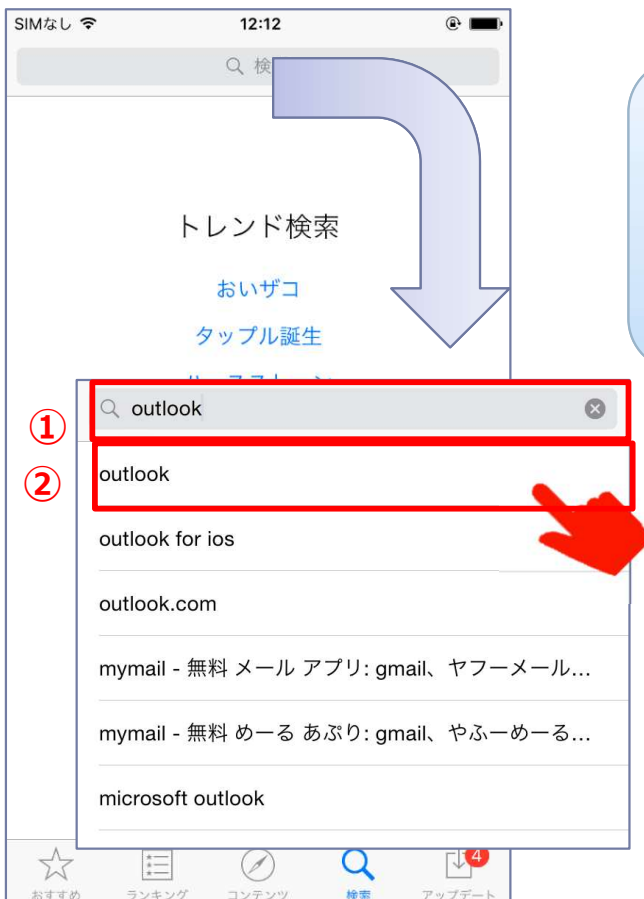 SIMなし 12:12
検
トレンド検索
おいザコ
タップル誕生
① outlook
② outlook
outlook for ios
outlook.com
mymail - 無料 メール アプリ: gmail、ヤフーメール...
mymail - 無料 めーる あぷり: gmail、やふーめーる...
microsoft outlook
4
おすすめ ランキング コンテンツ 検索 アップデート